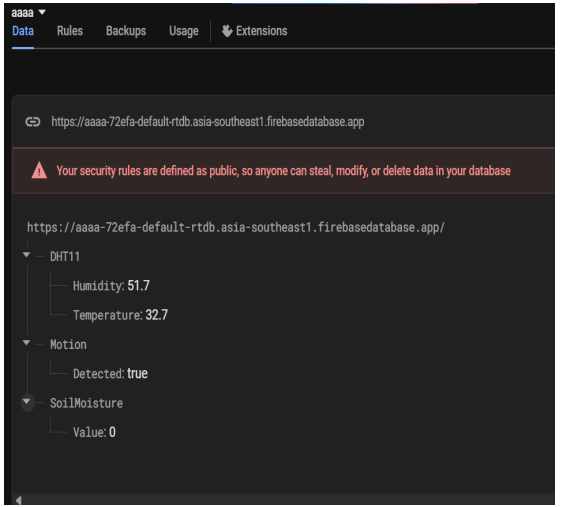 aaaa
Data Rules Backups Usage Extensions
https://aaaa-72efa-default-rtdb.asia-southeast1.firebasedatabase.app
Your security rules are defined as public, so anyone can steal, modify, or delete data in your database
https://aaaa-72efa-default-rtdb.asia-southeast1.firebasedatabase.app/
DHT11
Humidity: 51.7
Temperature: 32.7
Motion
Detected: true
SoilMoisture
Value: 0